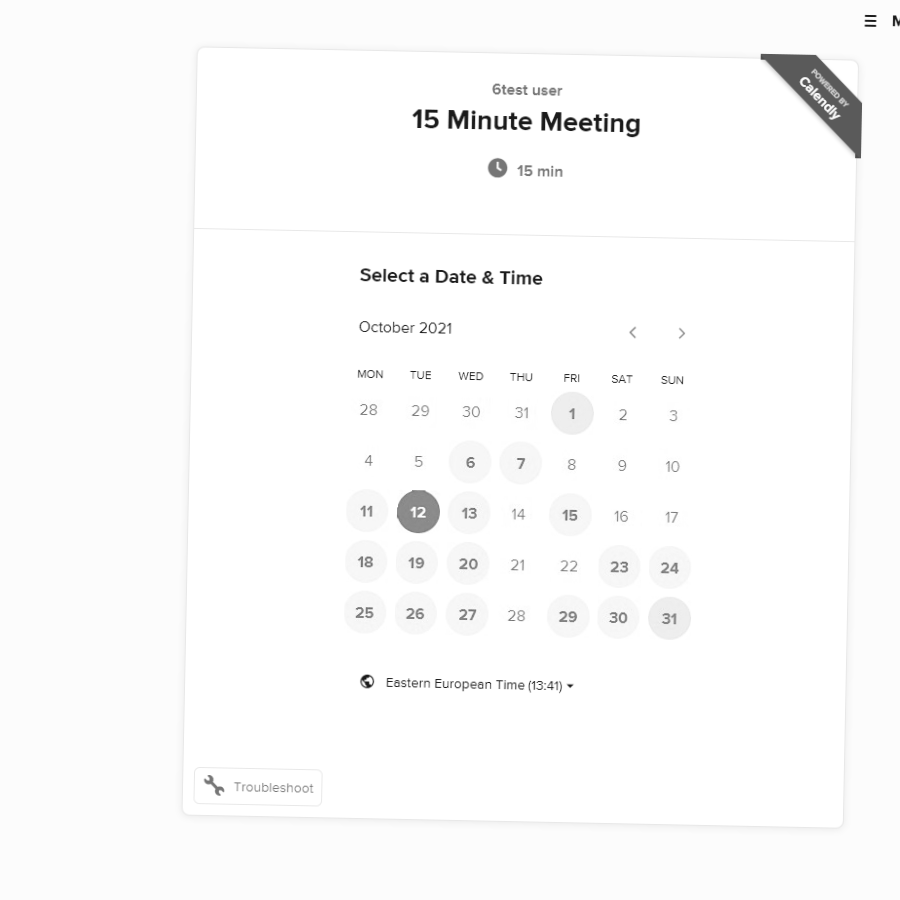 M
POWERED BY
Calendly
6test user
15 Minute Meeting
15 min
Select a Date & Time
October 2021
MON TUE WED THU FRI SAT SUN
28 29 30 31 1 2 3
4 5 6 7 8 9 10
11 12 13 14 15 16 17
18 19 20 21 22 23 24
25 26 27 28 29 30 31
Eastern European Time (13:41)
Troubleshoot